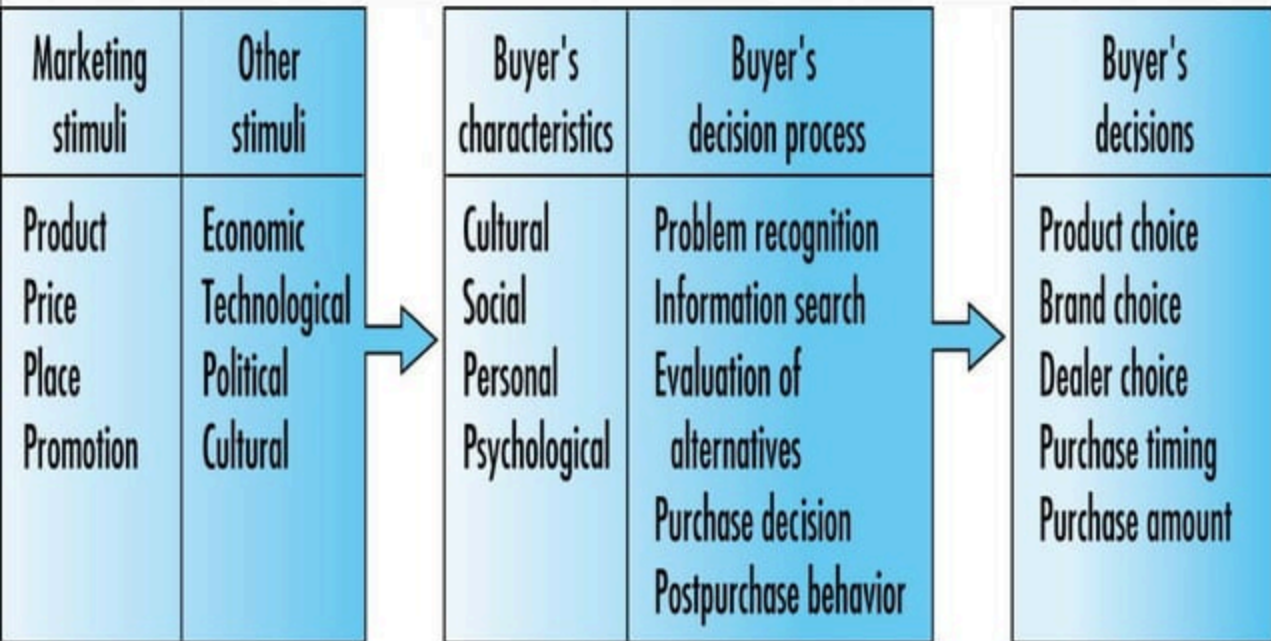 Marketing
stimuli
Product
Price
Place
Promotion
Other
stimuli
Economic
Technological
Political
Cultural
Buyer's
characteristics
Cultural
Social
Personal
Psychological
Buyer's
decision process
Problem recognition
Information search
Evaluation of
alternatives
Purchase decision
Postpurchase behavior
Buyer's
decisions
Product choice
Brand choice
Dealer choice
Purchase timing
Purchase amount